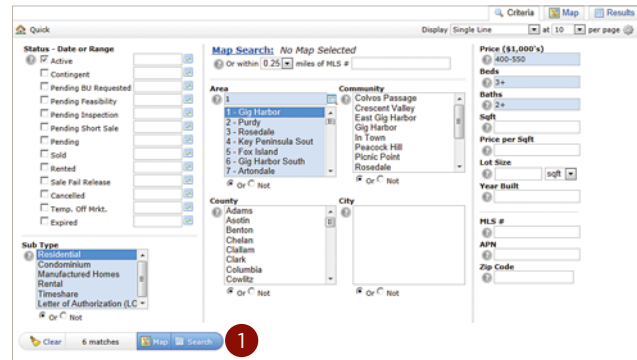 Criteria Map Results
Quick Display Single Line at 10 per page
Status - Date or Range
Active
Contingent
Pending BU Requested
Pending Feasibility
Pending Inspection
Pending Short Sale
Pending
Sold
Rented
Sale Fail Release
Cancelled
Temp. Off Mrkt.
Expired
Sub Type
Residential
Condominium
Manufactured Homes
Rental
Timeshare
Letter of Authorization (LC
Or Not
Map Search: No Map Selected
Or within 0.25 miles of MLS #
Area
1
1 - Gig Harbor
2 - Purdy
3 - Rosedale
4 - Key Peninsula Sout
5 - Fox Island
6 - Gig Harbor South
7 - Artondale
Or Not
Community
Colvos Passage
Crescent Valley
East Gig Harbor
Gig Harbor
In Town
Peacock Hill
Picnic Point
Rosedale
Or Not
County
Adams
Asotin
Benton
Chelan
Clallam
Clark
Columbia
Cowlitz
Or Not
City
Or Not
Price ($1,000's)
400-550
Beds
3+
Baths
2+
Sqft
Price per Sqft
Lot Size
sqft
Year Built
MLS #
APN
Zip Code
Clear 6 matches Map Search 1